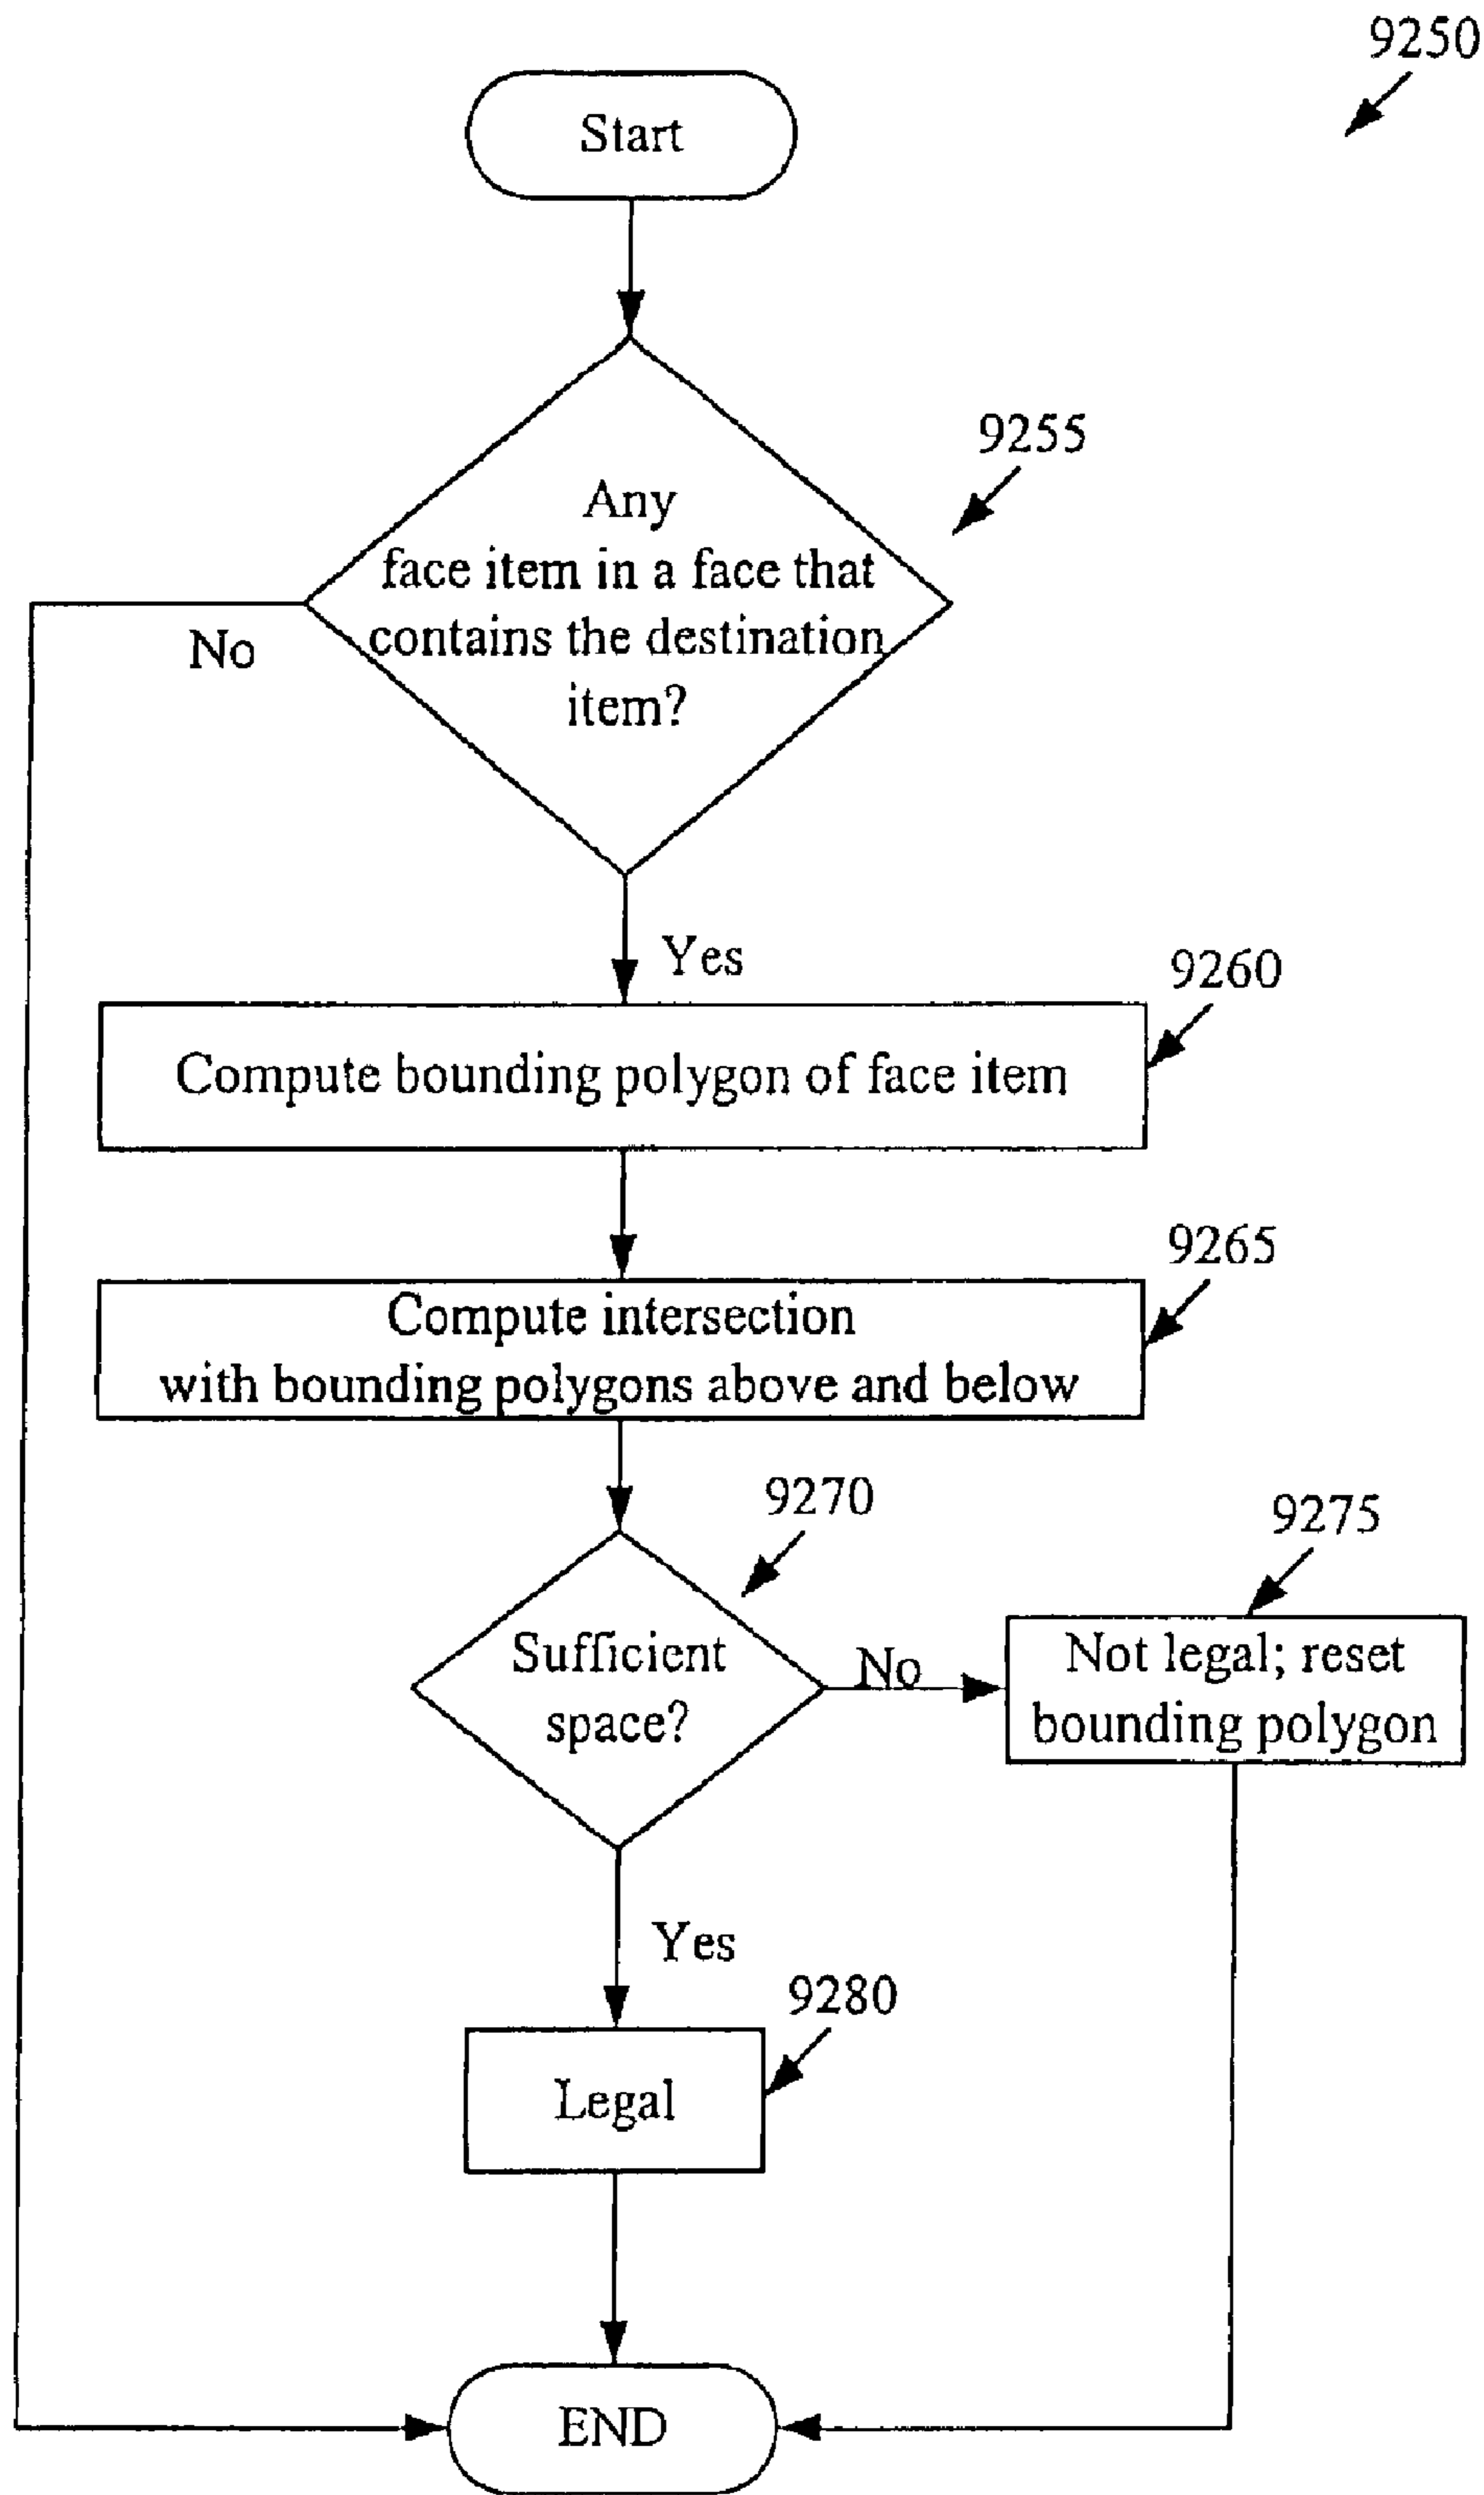 9250
Start
9255
Any
face item in a face that
contains the destination
item?
No
Yes
9260
Compute bounding polygon of face item
9265
Compute intersection
with bounding polygons above and below
9270
9275
Sufficient
space?
No
Not legal; reset
bounding polygon
Yes
9280
Legal
END